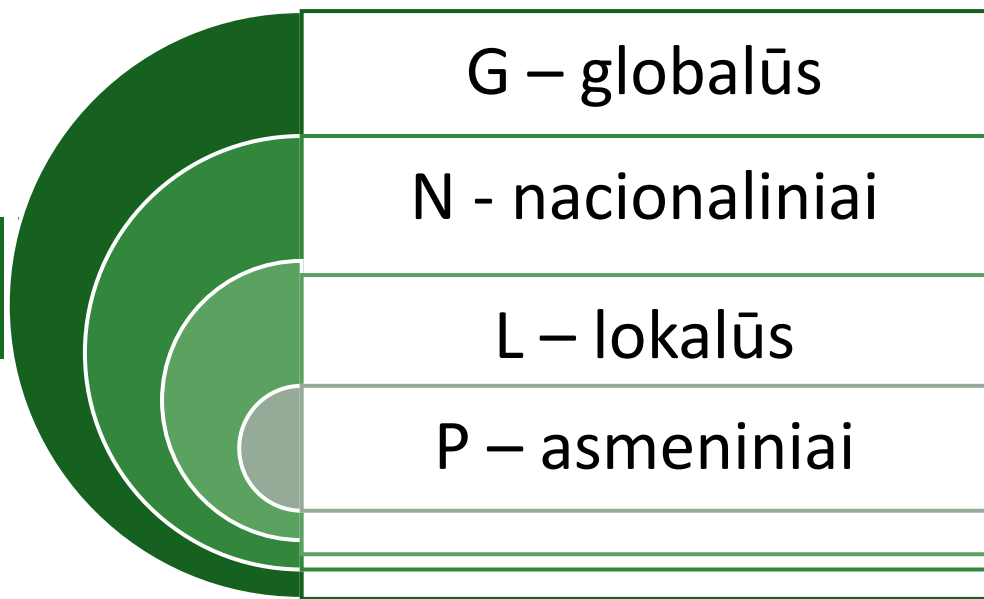 G – globalūs
N - nacionaliniai
L – lokalūs
P – asmeniniai